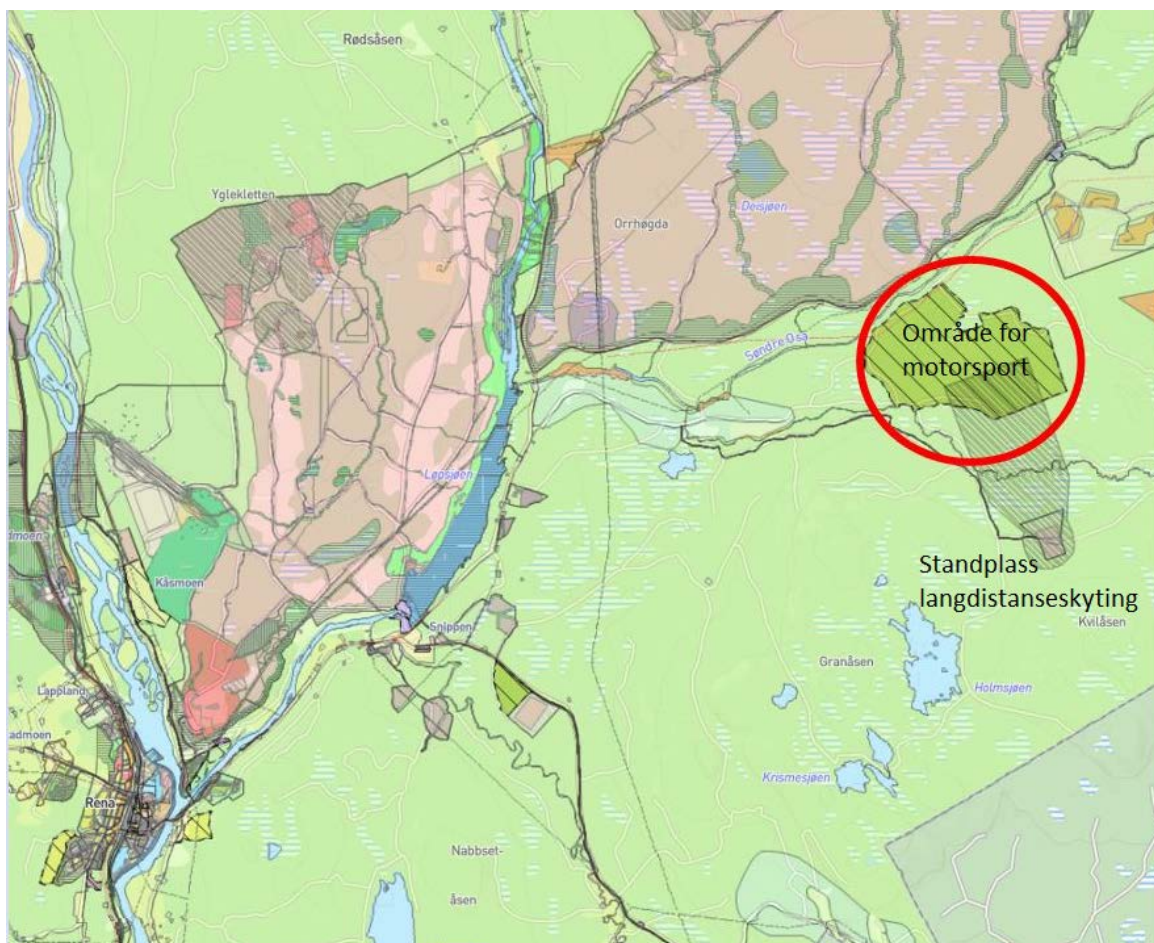 Rødsåsen
Yglekletten
Deisjøen
Orrhøgda
Søndre Osa
Område for
motorsport
Løpsjøen
Kåsmoen
Standplass
langdistanseskyting
Kvilåsen
Snippen
Granåsen
Holmsjøen
Lappland
Krismesjøen
Rena
Nabbset-
åsen